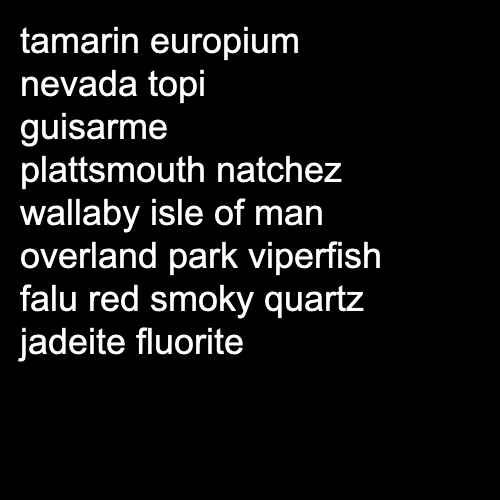 tamarin europium
nevada topi
guisarme
plattsmouth natchez
wallaby isle of man
overland park viperfish
falu red smoky quartz
jadeite fluorite